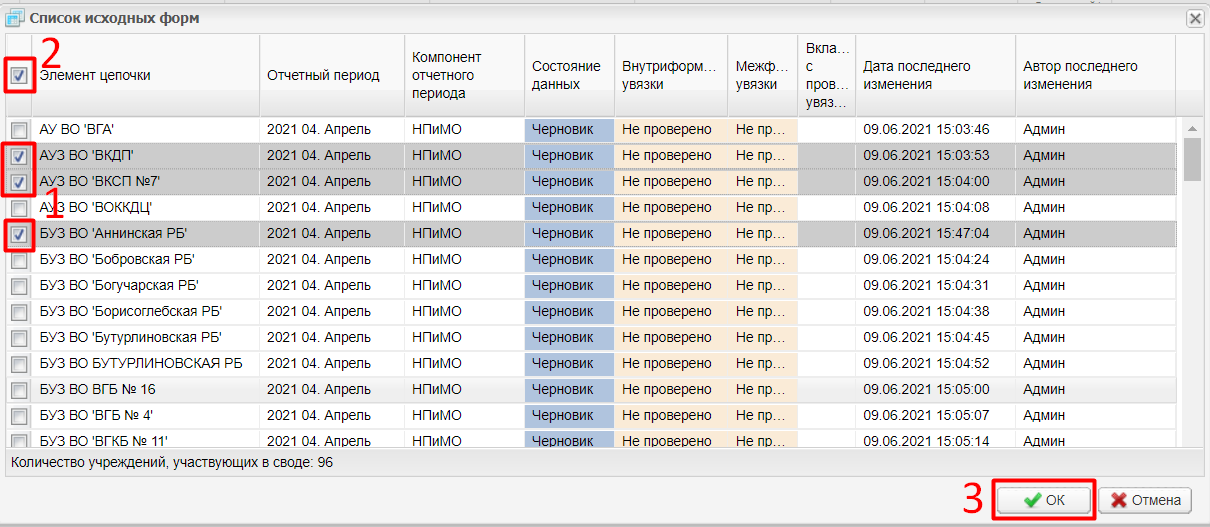 Список исходных форм
2
Элемент цепочки Отчетный период Компонент отчетного периода Состояние данных Внутриформ... увязки Межф... увязки Вкла... с пров... увяз... Дата последнего изменения Автор последнего изменения
АУ ВО 'ВГА' 2021 04. Апрель НПиМО Черновик Не проверено Не пр... 09.06.2021 15:03:46 Админ
АУЗ ВО 'ВКДП' 2021 04. Апрель НПиМО Черновик Не проверено Не пр... 09.06.2021 15:03:53 Админ
АУЗ ВО 'ВКСП №7' 2021 04. Апрель НПиМО Черновик Не проверено Не пр... 09.06.2021 15:04:00 Админ
1
АУЗ ВО 'ВОККДЦ' 2021 04. Апрель НПиМО Черновик Не проверено Не пр... 09.06.2021 15:04:08 Админ
БУЗ ВО 'Аннинская РБ' 2021 04. Апрель НПиМО Черновик Не проверено Не пр... 09.06.2021 15:47:04 Админ
БУЗ ВО 'Бобровская РБ' 2021 04. Апрель НПиМО Черновик Не проверено Не пр... 09.06.2021 15:04:24 Админ
БУЗ ВО 'Богучарская РБ' 2021 04. Апрель НПиМО Черновик Не проверено Не пр... 09.06.2021 15:04:31 Админ
БУЗ ВО 'Борисоглебская РБ' 2021 04. Апрель НПиМО Черновик Не проверено Не пр... 09.06.2021 15:04:38 Админ
БУЗ ВО 'Бутурлиновская РБ' 2021 04. Апрель НПиМО Черновик Не проверено Не пр... 09.06.2021 15:04:45 Админ
БУЗ ВО БУТУРЛИНОВСКАЯ РБ 2021 04. Апрель НПиМО Черновик Не проверено Не пр... 09.06.2021 15:04:52 Админ
БУЗ ВО ВГБ № 16 2021 04. Апрель НПиМО Черновик Не проверено Не пр... 09.06.2021 15:05:00 Админ
БУЗ ВО 'ВГБ № 4' 2021 04. Апрель НПиМО Черновик Не проверено Не пр... 09.06.2021 15:05:07 Админ
БУЗ ВО 'ВГКБ № 11' 2021 04. Апрель НПиМО Черновик Не проверено Не пр... 09.06.2021 15:05:14 Админ
Количество учреждений, участвующих в своде: 96
3 ОК Отмена